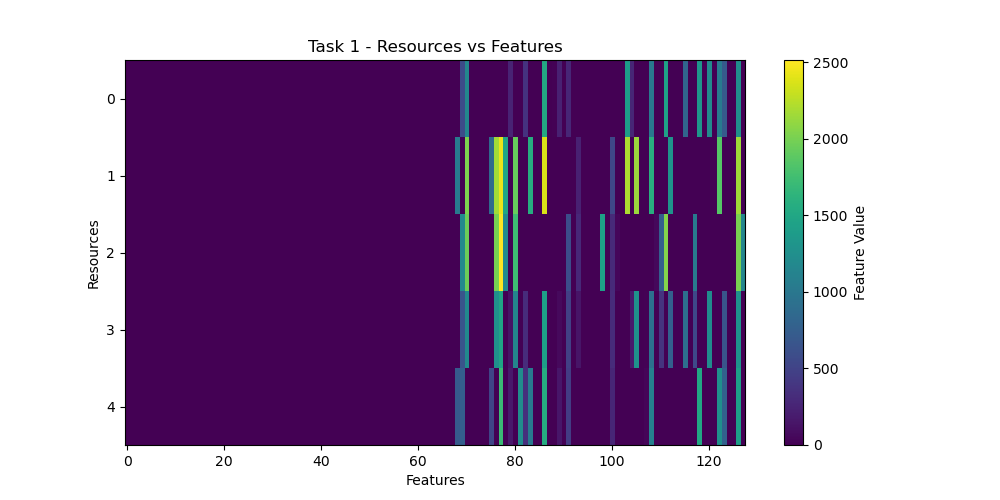 Task 1 - Resources vs Features
Resources
0
1
2
3
4
0 20 40 60 80 100 120
Features
2500
2000
1500
1000
500
0
Feature Value